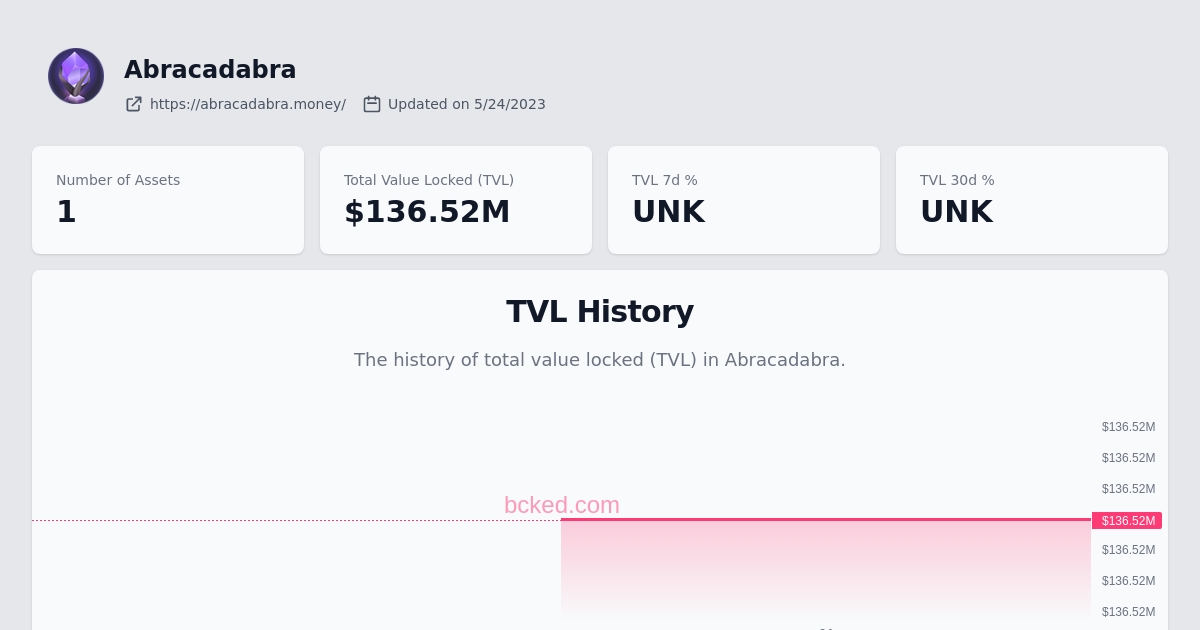 Abracadabra
https://abracadabra.money/ Updated on 5/24/2023
Number of Assets
1
Total Value Locked (TVL)
$136.52M
TVL 7d %
UNK
TVL 30d %
UNK
TVL History
The history of total value locked (TVL) in Abracadabra.
$136.52M
$136.52M
$136.52M
bcked.com
$136.52M
$136.52M
$136.52M
$136.52M